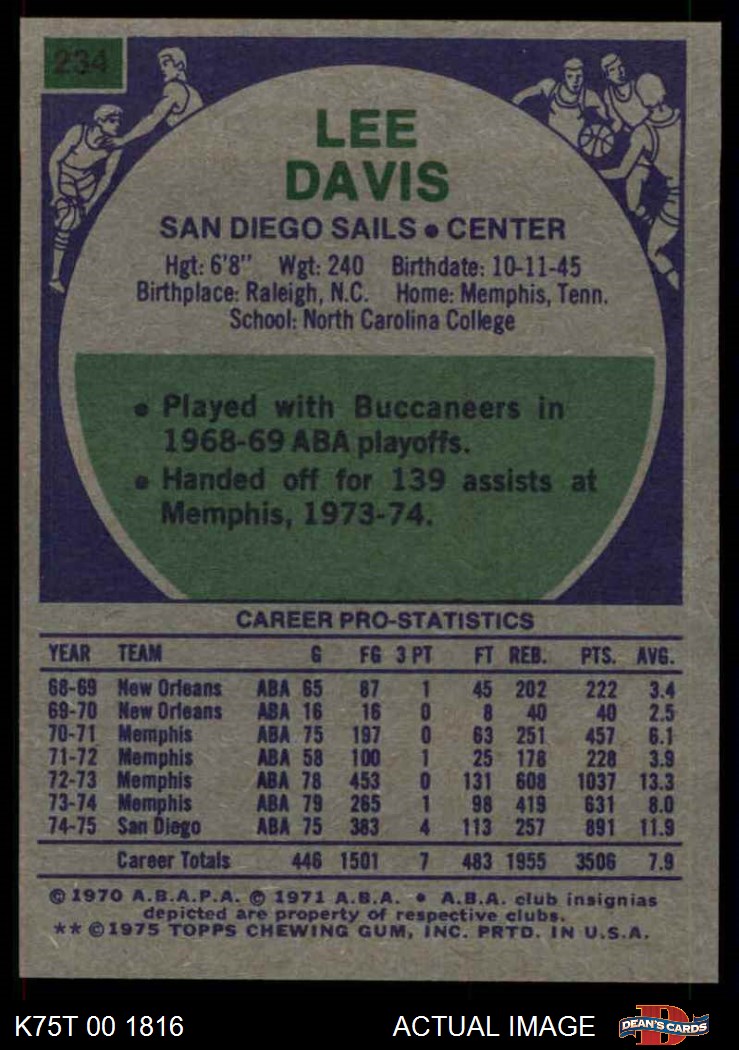 234
LEE
DAVIS
SAN DIEGO SAILS • CENTER
Hgt: 6'8" Wgt: 240 Birthdate: 10-11-45
Birthplace: Raleigh, N.C. Home: Memphis, Tenn.
School: North Carolina College
• Played with Buccaneers in
1968-69 ABA playoffs.
• Handed off for 139 assists at
Memphis, 1973-74.
CAREER PRO-STATISTICS
YEAR TEAM G FG 3 PT FT REB. PTS. AVG.
68-69 New Orleans ABA 65 87 1 45 202 222 3.4
69-70 New Orleans ABA 16 16 0 8 40 40 2.5
70-71 Memphis ABA 75 197 0 63 251 457 6.1
71-72 Memphis ABA 58 100 1 25 178 228 3.9
72-73 Memphis ABA 78 453 0 131 608 1037 13.3
73-74 Memphis ABA 79 265 1 98 419 631 8.0
74-75 San Diego ABA 75 383 4 113 257 891 11.9
Career Totals 446 1501 7 483 1955 3506 7.9
© 1970 A.B.A.P.A. © 1971 A.B.A. • A.B.A. club insignias
depicted are property of respective clubs.
** © 1975 TOPPS CHEWING GUM, INC. PRTD. IN U.S.A.
K75T 00 1816 ACTUAL IMAGE
D
DEAN'S CARDS